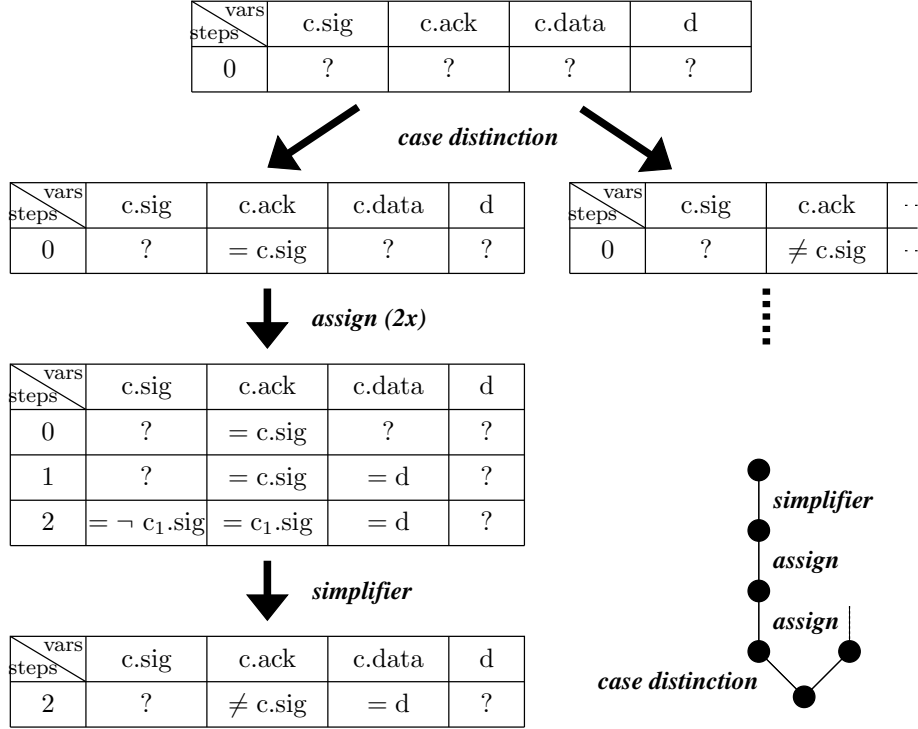 vars c.sig c.ack c.data d
steps
0 ? ? ? ?
case distinction
vars c.sig c.ack c.data d
steps
0 ? = c.sig ? ?
vars c.sig c.ack ..
steps
0 ? ≠ c.sig ..
assign (2x)
vars c.sig c.ack c.data d
steps
0 ? = c.sig ? ?
1 ? = c.sig = d ?
2 = ¬ c₁.sig = c₁.sig = d ?
simplifier
vars c.sig c.ack c.data d
steps
2 ? ≠ c.sig = d ?
simplifier
assign
assign
case distinction